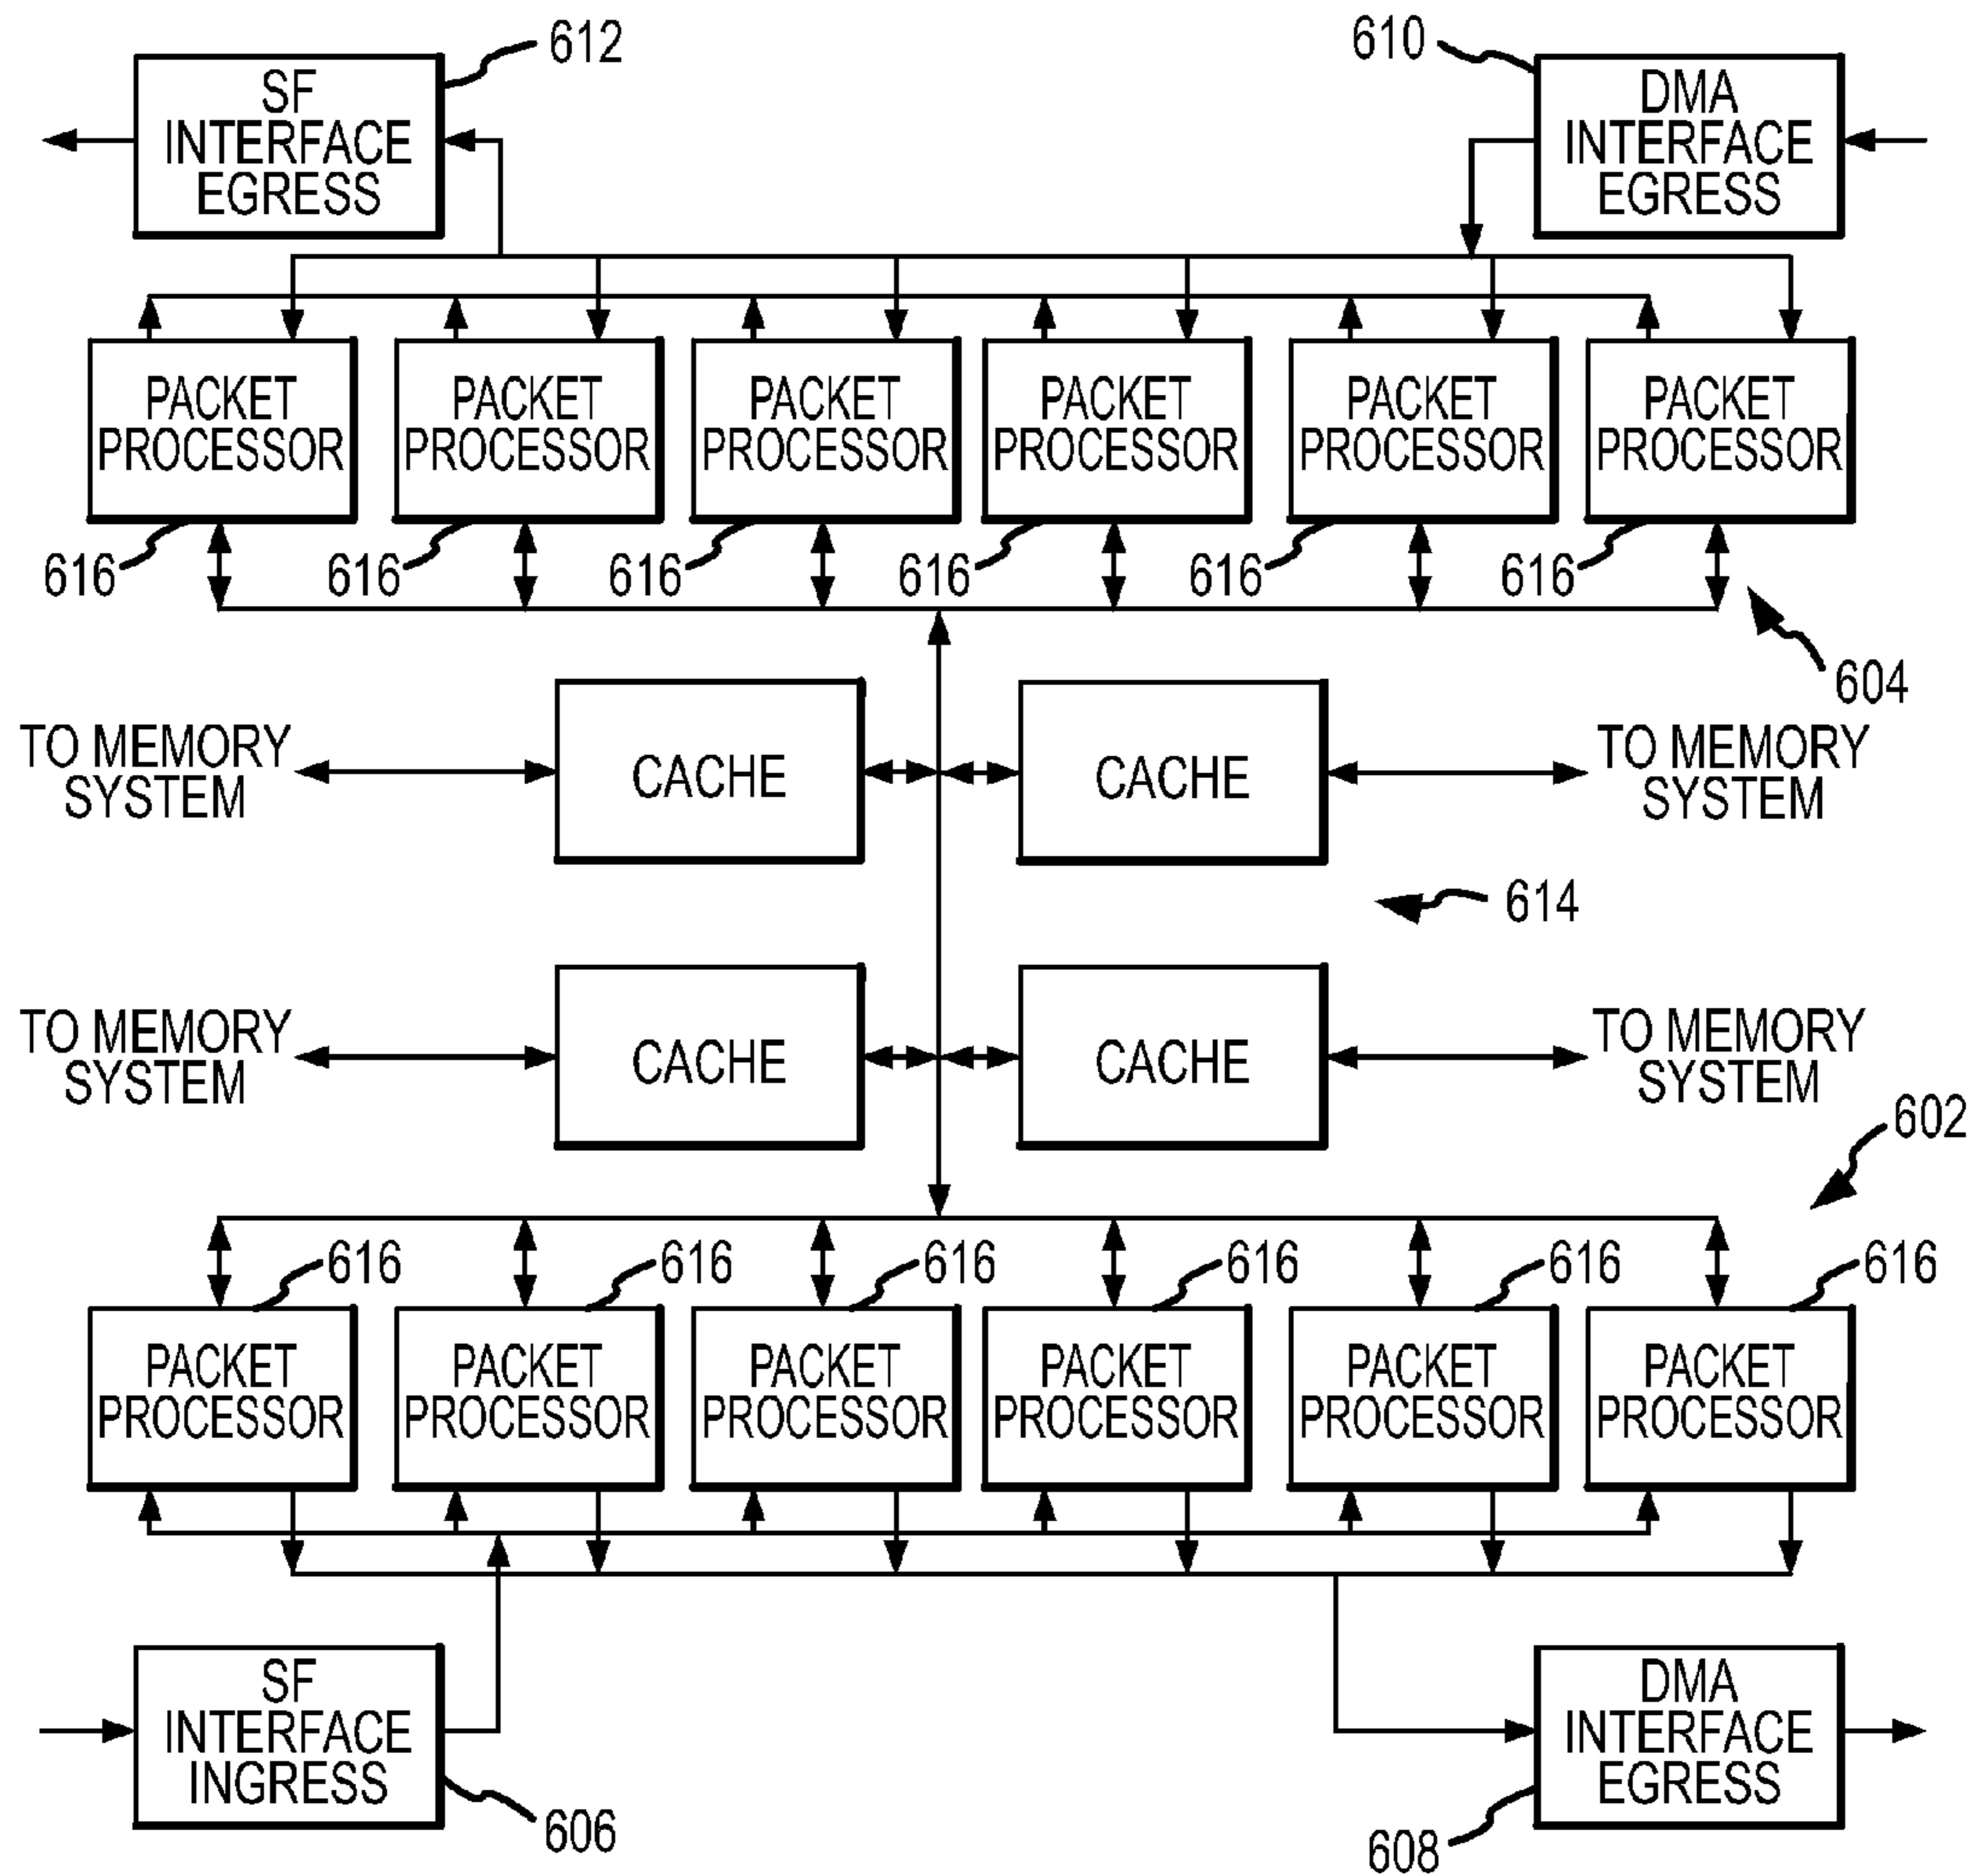 612
610
SF
INTERFACE
EGRESS
DMA
INTERFACE
EGRESS
PACKET
PROCESSOR
PACKET
PROCESSOR
PACKET
PROCESSOR
PACKET
PROCESSOR
PACKET
PROCESSOR
PACKET
PROCESSOR
616
616
616
616
616
616
604
TO MEMORY
SYSTEM
CACHE
CACHE
TO MEMORY
SYSTEM
614
TO MEMORY
SYSTEM
CACHE
CACHE
TO MEMORY
SYSTEM
602
616
616
616
616
616
616
PACKET
PROCESSOR
PACKET
PROCESSOR
PACKET
PROCESSOR
PACKET
PROCESSOR
PACKET
PROCESSOR
PACKET
PROCESSOR
SF
INTERFACE
INGRESS
DMA
INTERFACE
EGRESS
606
608